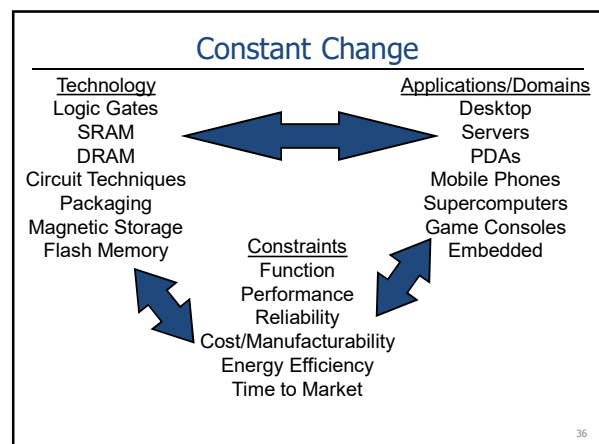 Constant Change
Technology
Logic Gates
SRAM
DRAM
Circuit Techniques
Packaging
Magnetic Storage
Flash Memory
Applications/Domains
Desktop
Servers
PDAs
Mobile Phones
Supercomputers
Game Consoles
Embedded
Constraints
Function
Performance
Reliability
Cost/Manufacturability
Energy Efficiency
Time to Market
36